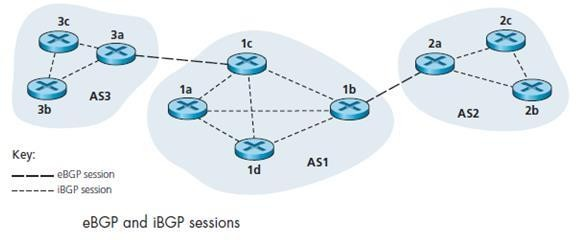 3c
3a
3b
AS3
1c
1a
1b
1d
AS1
2a
2c
2b
AS2
Key:
eBGP session
iBGP session
eBGP and iBGP sessions